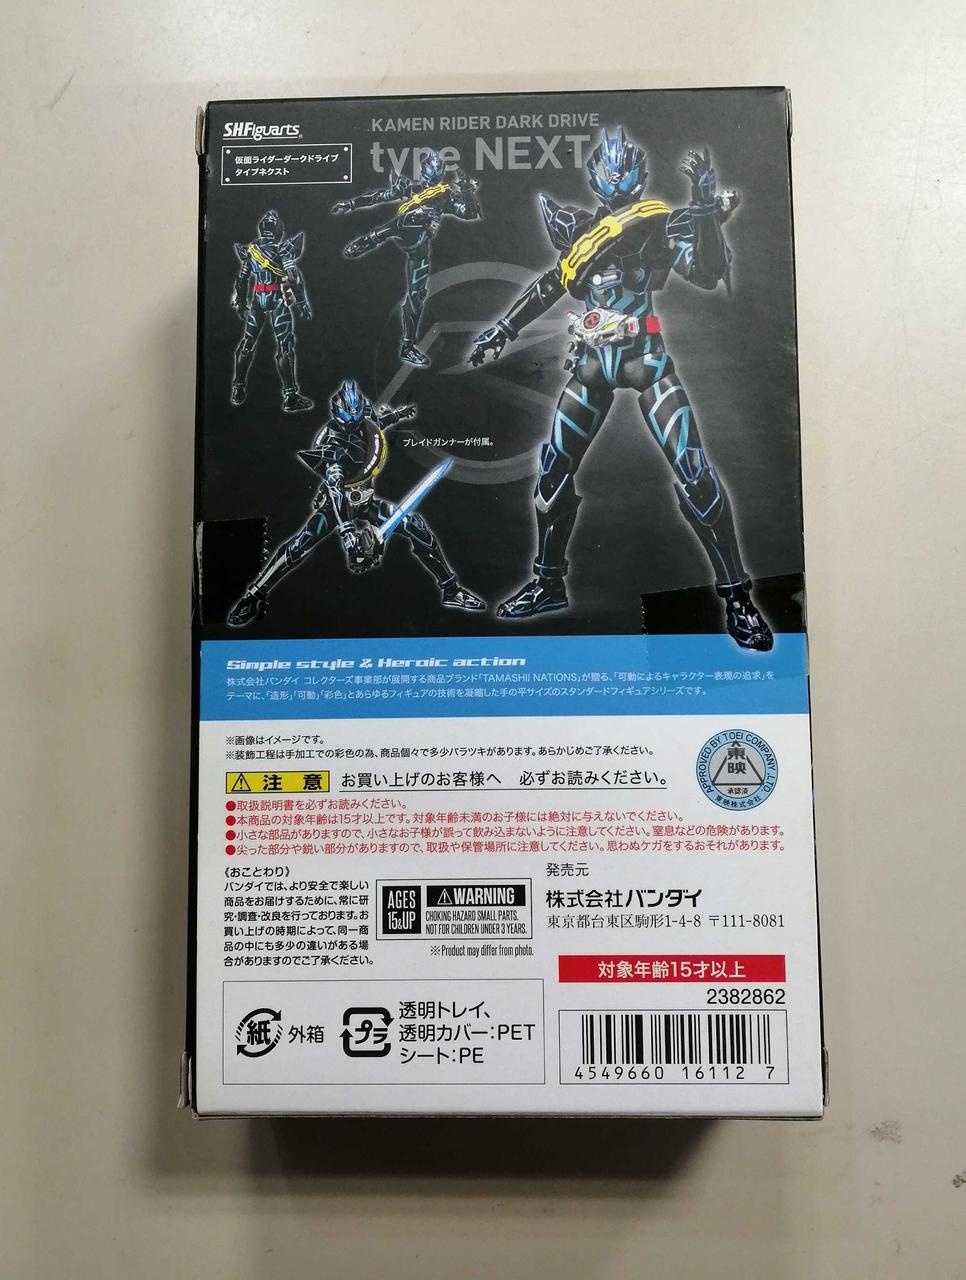 S.H.Figuarts
KAMEN RIDER DARK DRIVE
type NEXT
仮面ライダーダークドライブ
タイプネクスト
ブレイドガンナーが付属。
Simple style & Heroic action
株式会社バンダイ コレクターズ事業部が展開する商品ブランド「TAMASHII NATIONS」が贈る、「可動によるキャラクター表現の追求」を
テーマに、「造形」「可動」「彩色」とあらゆるフィギュアの技術を凝縮した手の平サイズのスタンダードフィギュアシリーズです。
※画像はイメージです。
※装飾工程は手加工での彩色の為、商品個々で多少バラツキがあります。あらかじめご了承ください。
注意 お買い上げのお客様へ 必ずお読みください。
●取扱説明書を必ずお読みください。
●本商品の対象年齢は15才以上です。対象年齢未満のお子様には絶対に与えないでください。
●小さな部品がありますので、小さなお子様が誤って飲み込まないように注意してください。窒息などの危険があります。
●尖った部分や鋭い部分がありますので、取扱や保管場所に注意してください。思わぬケガをするおそれがあります。
APPROVED BY TOEI COMPANY, LTD.
東映
承認済
東映株式会社
《おことわり》
バンダイでは、より安全で楽しい
商品をお届けするために、常に研
究・調査・改良を行っております。お
買い上げの時期によって、同一商
品の中にも多少の違いがある場
合がありますのでご了承ください。
AGES
15&UP
WARNING
CHOKING HAZARD SMALL PARTS.
NOT FOR CHILDREN UNDER 3 YEARS.
※Product may differ from photo.
発売元
株式会社バンダイ
東京都台東区駒形1-4-8 〒111-8081
対象年齢15才以上
2382862
紙 外箱
プラ
透明トレイ、
透明カバー：PET
シート：PE
4549660 16112 7